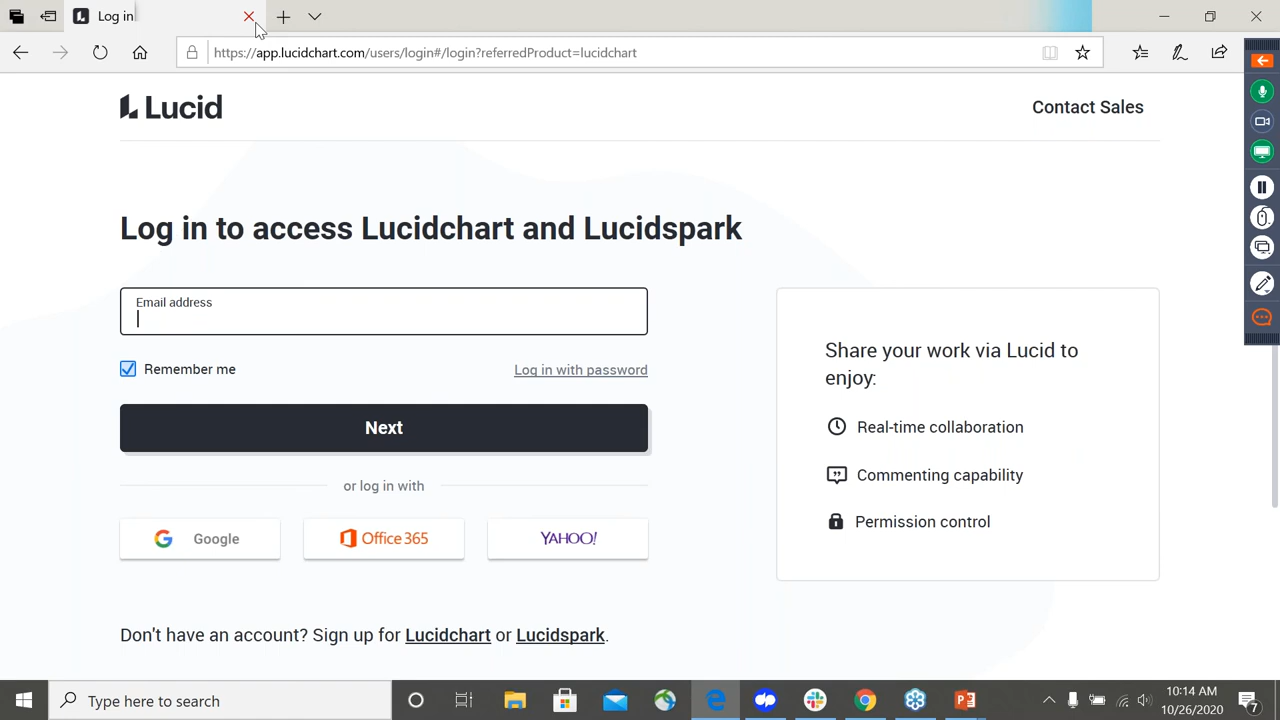 Log in
https://app.lucidchart.com/users/login#/login?referredProduct=lucidchart
Lucid
Contact Sales
Log in to access Lucidchart and Lucidspark
Email address
Remember me
Log in with password
Next
or log in with
Google
Office 365
YAHOO!
Don't have an account? Sign up for Lucidchart or Lucidspark.
Share your work via Lucid to
enjoy:
Real-time collaboration
Commenting capability
Permission control
Type here to search
10:14 AM
10/26/2020
7